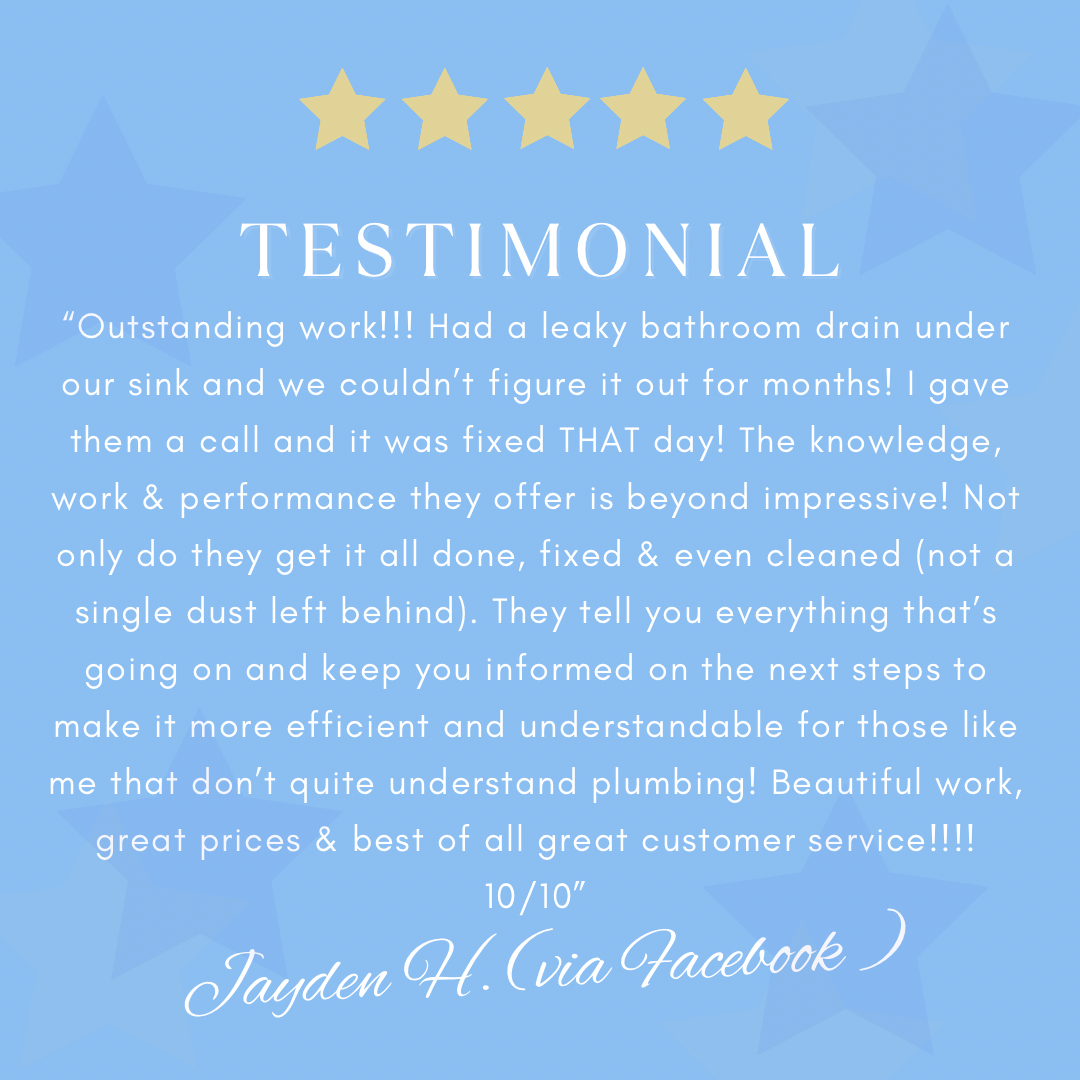 TESTIMONIAL
“Outstanding work!!! Had a leaky bathroom drain under
our sink and we couldn’t figure it out for months! I gave
them a call and it was fixed THAT day! The knowledge,
work & performance they offer is beyond impressive! Not
only do they get it all done, fixed & even cleaned (not a
single dust left behind). They tell you everything that’s
going on and keep you informed on the next steps to
make it more efficient and understandable for those like
me that don’t quite understand plumbing! Beautiful work,
great prices & best of all great customer service!!!!
10/10”
Jayden H. (via Facebook )